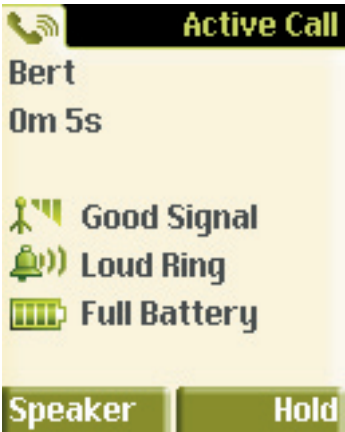 Active Call
Bert
0m 5s
Good Signal
Loud Ring
Full Battery
Speaker Hold